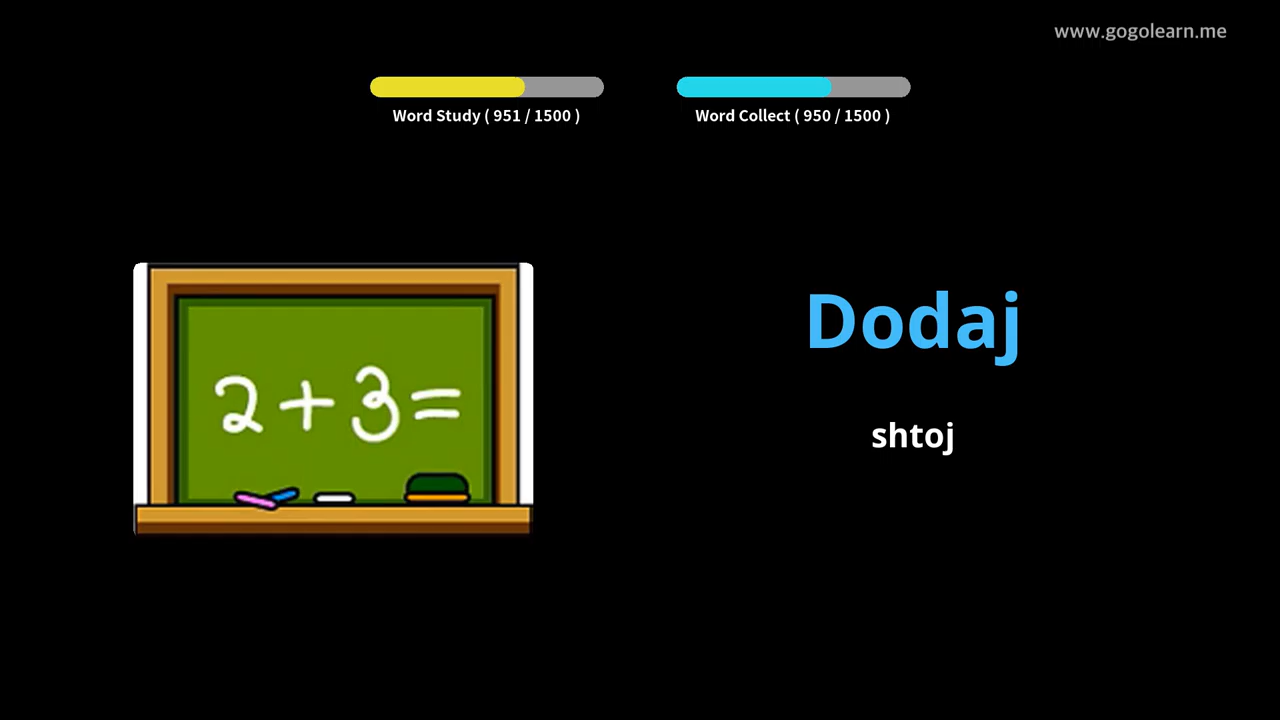 www.gogolearn.me
Word Study ( 951 / 1500 )
Word Collect ( 950 / 1500 )
2 + 3 =
Dodaj
shtoj